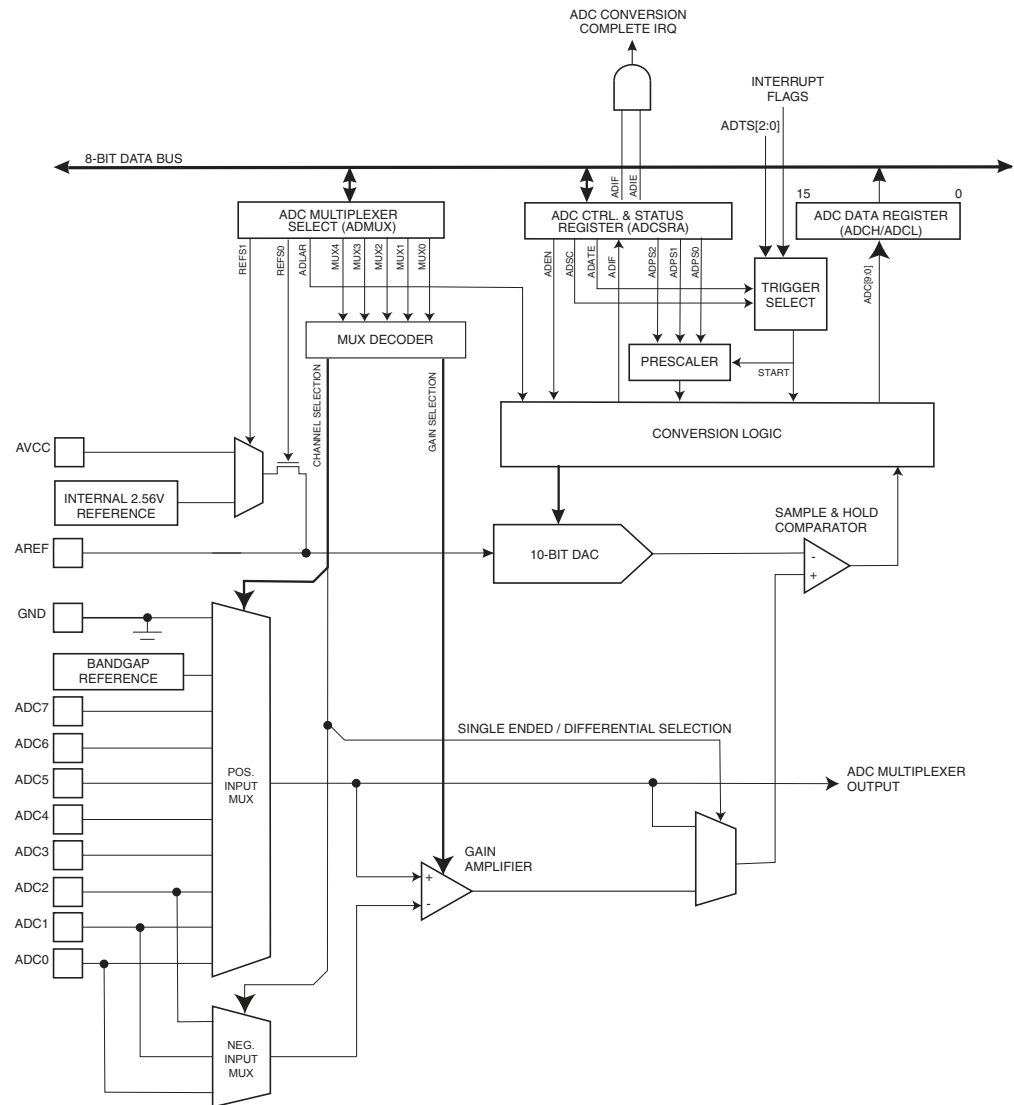 ADC CONVERSION
COMPLETE IRQ
INTERRUPT
FLAGS
ADTS[2:0]
8-BIT DATA BUS
ADIF
ADIE
15
0
ADC MULTIPLEXER
SELECT (ADMUX)
ADC CTRL. & STATUS
REGISTER (ADCSRA)
ADC DATA REGISTER
(ADCH/ADCL)
REFS1
REFS0
ADLAR
MUX4
MUX3
MUX2
MUX1
MUX0
ADEN
ADSC
ADATE
ADIF
ADPS2
ADPS1
ADPS0
ADC[9:0]
TRIGGER
SELECT
MUX DECODER
PRESCALER
START
CHANNEL SELECTION
GAIN SELECTION
CONVERSION LOGIC
AVCC
INTERNAL 2.56V
REFERENCE
SAMPLE & HOLD
COMPARATOR
AREF
10-BIT DAC
-
+
GND
BANDGAP
REFERENCE
ADC7
SINGLE ENDED / DIFFERENTIAL SELECTION
ADC6
ADC5
POS.
INPUT
MUX
ADC MULTIPLEXER
OUTPUT
ADC4
ADC3
GAIN
AMPLIFIER
+
-
ADC2
ADC1
ADC0
NEG.
INPUT
MUX